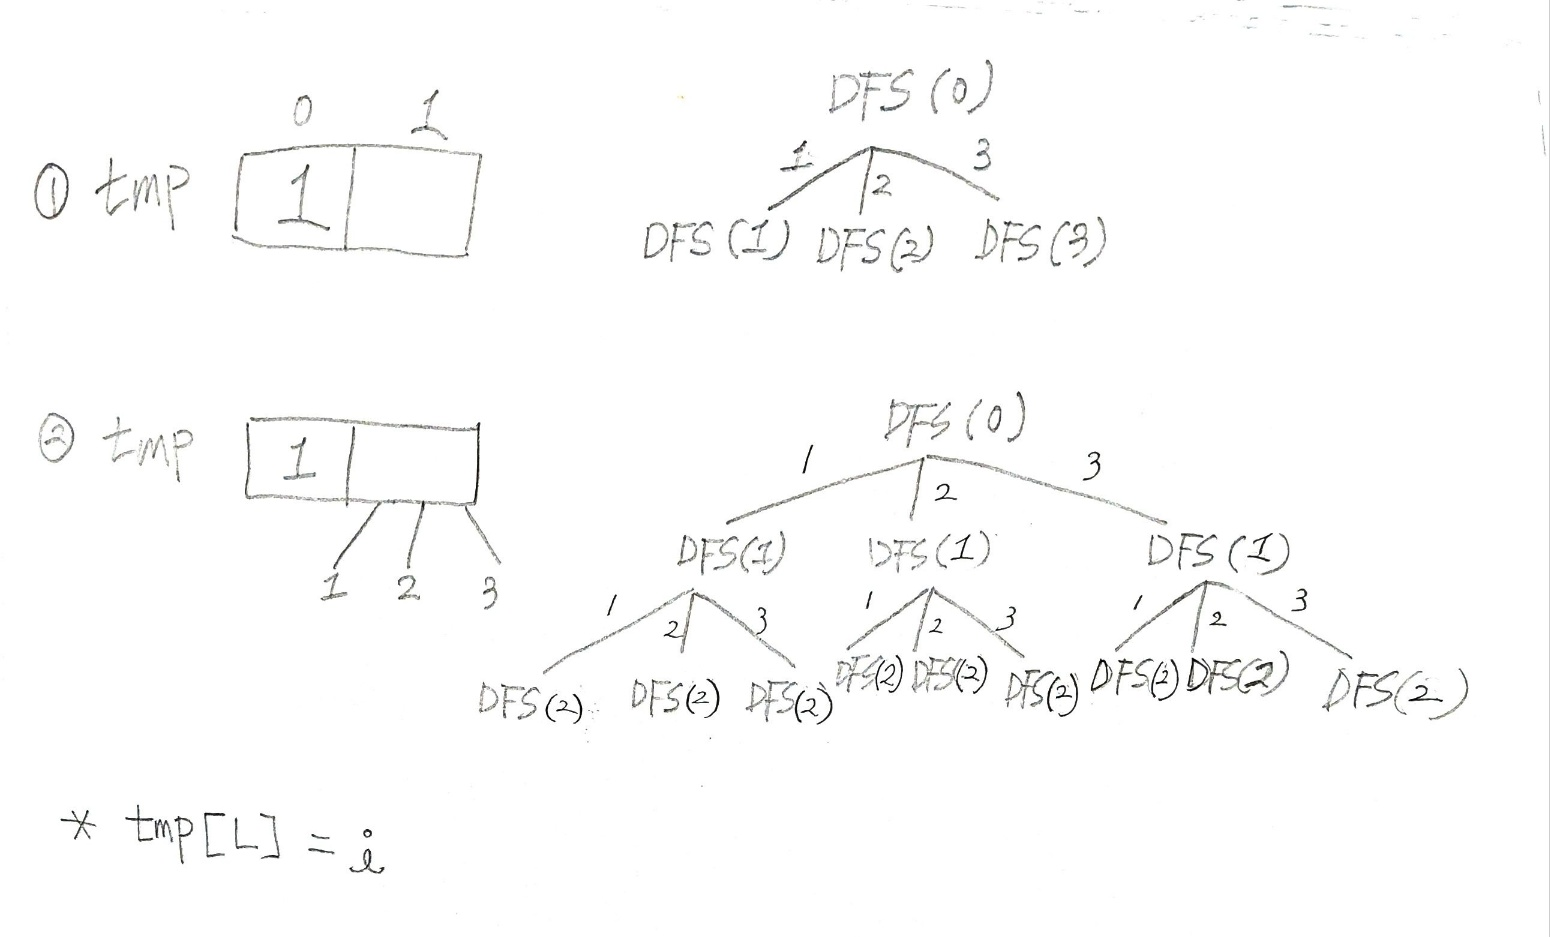 0 1
① tmp 1
DFS(0)
1 2 3
DFS(1) DFS(2) DFS(3)
② tmp 1
1 2 3
DFS(0)
1 2 3
DFS(1) DFS(1) DFS(1)
1 2 3 1 2 3 1 2 3
DFS(2) DFS(2) DFS(2) DFS(2) DFS(2) DFS(2) DFS(2) DFS(2) DFS(2)
* tmp[L] = i